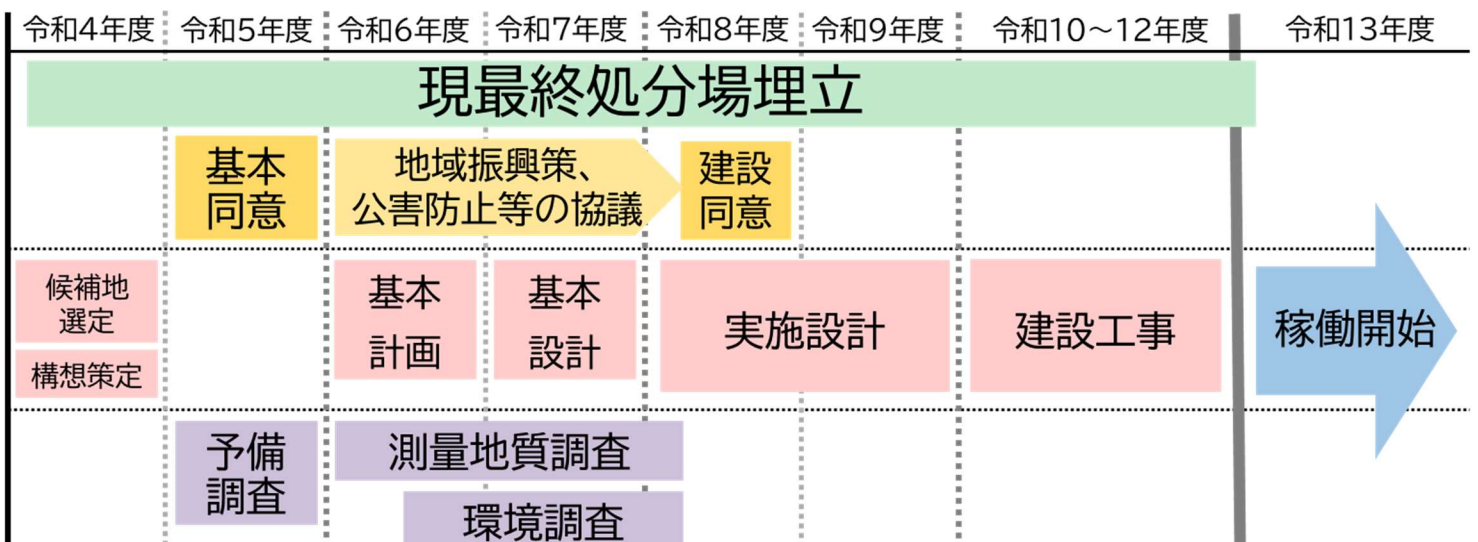 令和4年度
令和5年度
令和6年度
令和7年度
令和8年度
令和9年度
令和10～12年度
令和13年度
現最終処分場埋立
基本
同意
地域振興策、
公害防止等の協議
建設
同意
候補地
選定
構想策定
基本
計画
基本
設計
実施設計
建設工事
稼働開始
予備
調査
測量地質調査
環境調査